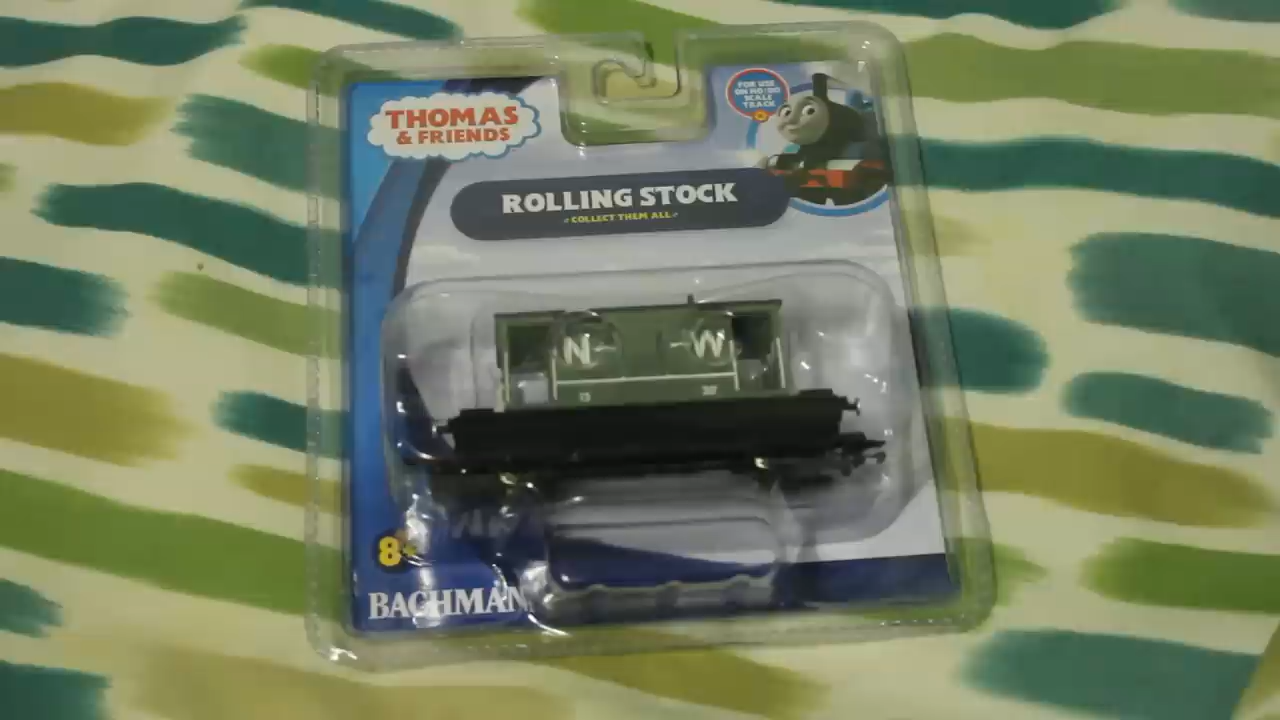 THOMAS
& FRIENDS
FOR USE
ON HO/OO
SCALE
TRACK
ROLLING STOCK
COLLECT THEM ALL
N W
8+
BACHMAN